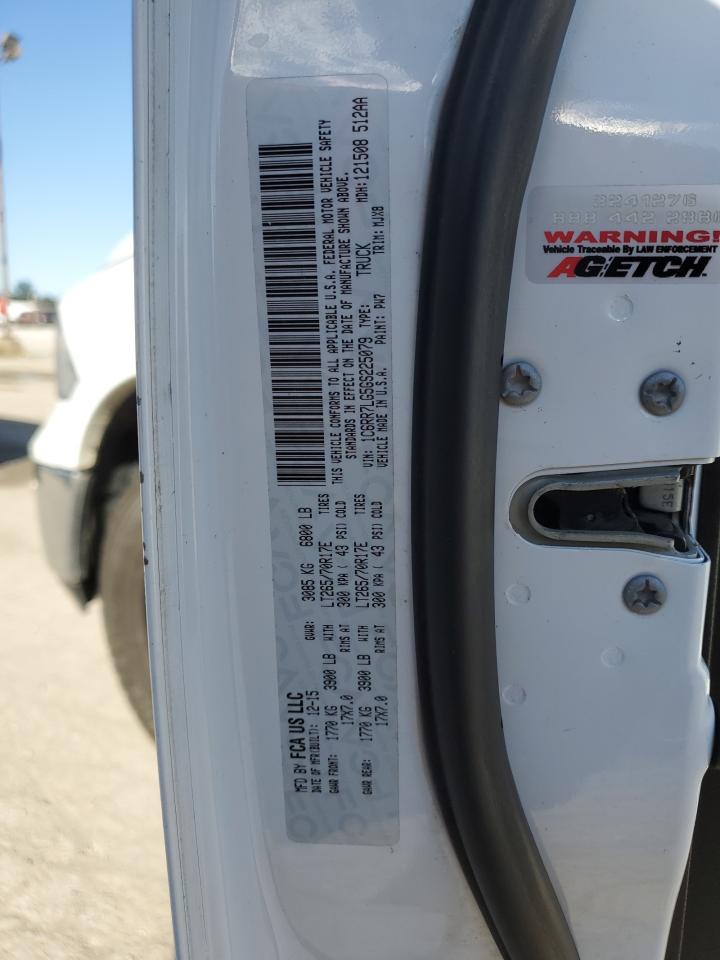 MFD BY FCA US LLC
DATE OF MFR(BUILT): 12-15 GVWR: 3085 KG 6800 LB
GAWR FRONT: 1770 KG 3900 LB WITH LT265/70R17E TIRES
17X7.0 RIMS AT 300 KPA ( 43 PSI) COLD
GAWR REAR: 1770 KG 3900 LB WITH LT265/70R17E TIRES
17X7.0 RIMS AT 300 KPA ( 43 PSI) COLD
THIS VEHICLE CONFORMS TO ALL APPLICABLE U.S.A. FEDERAL MOTOR VEHICLE SAFETY
STANDARDS IN EFFECT ON THE DATE OF MANUFACTURE SHOWN ABOVE.
VIN: 1C6RR7LG5GS225079 TYPE: TRUCK MDH: 121508 512AA
VEHICLE MADE IN U.S.A. PAINT: PW7 TRIM: MJX8
324127G
WARNING!
Vehicle Traceable By LAW ENFORCEMENT
AGETCH